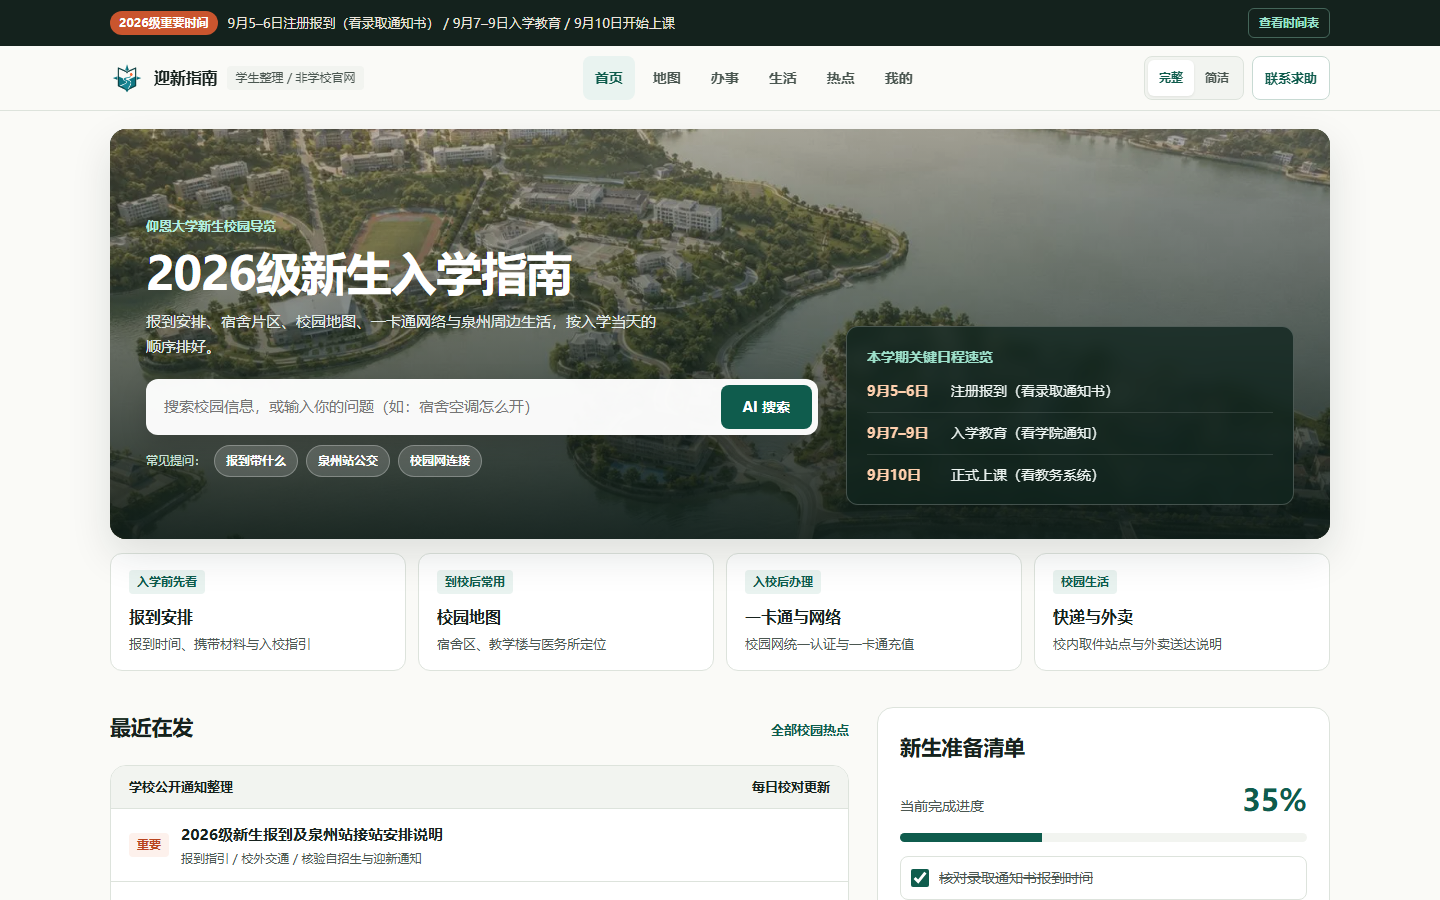 2026级重要时间 9月5–6日注册报到（看录取通知书） / 9月7–9日入学教育 / 9月10日开始上课 查看时间表
迎新指南 学生整理 / 非学校官网 首页 地图 办事 生活 热点 我的 完整 简洁 联系求助
仰恩大学新生校园导览
2026级新生入学指南
报到安排、宿舍片区、校园地图、一卡通网络与泉州周边生活，按入学当天的
顺序排好。
搜索校园信息，或输入你的问题（如：宿舍空调怎么开） AI 搜索
常见提问： 报到带什么 泉州站公交 校园网连接
本学期关键日程速览
9月5–6日 注册报到（看录取通知书）
9月7–9日 入学教育（看学院通知）
9月10日 正式上课（看教务系统）
入学前先看
报到安排
报到时间、携带材料与入校指引
到校后常用
校园地图
宿舍区、教学楼与医务所定位
入校后办理
一卡通与网络
校园网统一认证与一卡通充值
校园生活
快递与外卖
校内取件站点与外卖送达说明
最近在发 全部校园热点
学校公开通知整理 每日校对更新
重要 2026级新生报到及泉州站接站安排说明
报到指引 / 校外交通 / 核验自招生与迎新通知
新生准备清单
当前完成进度 35%
核对录取通知书报到时间